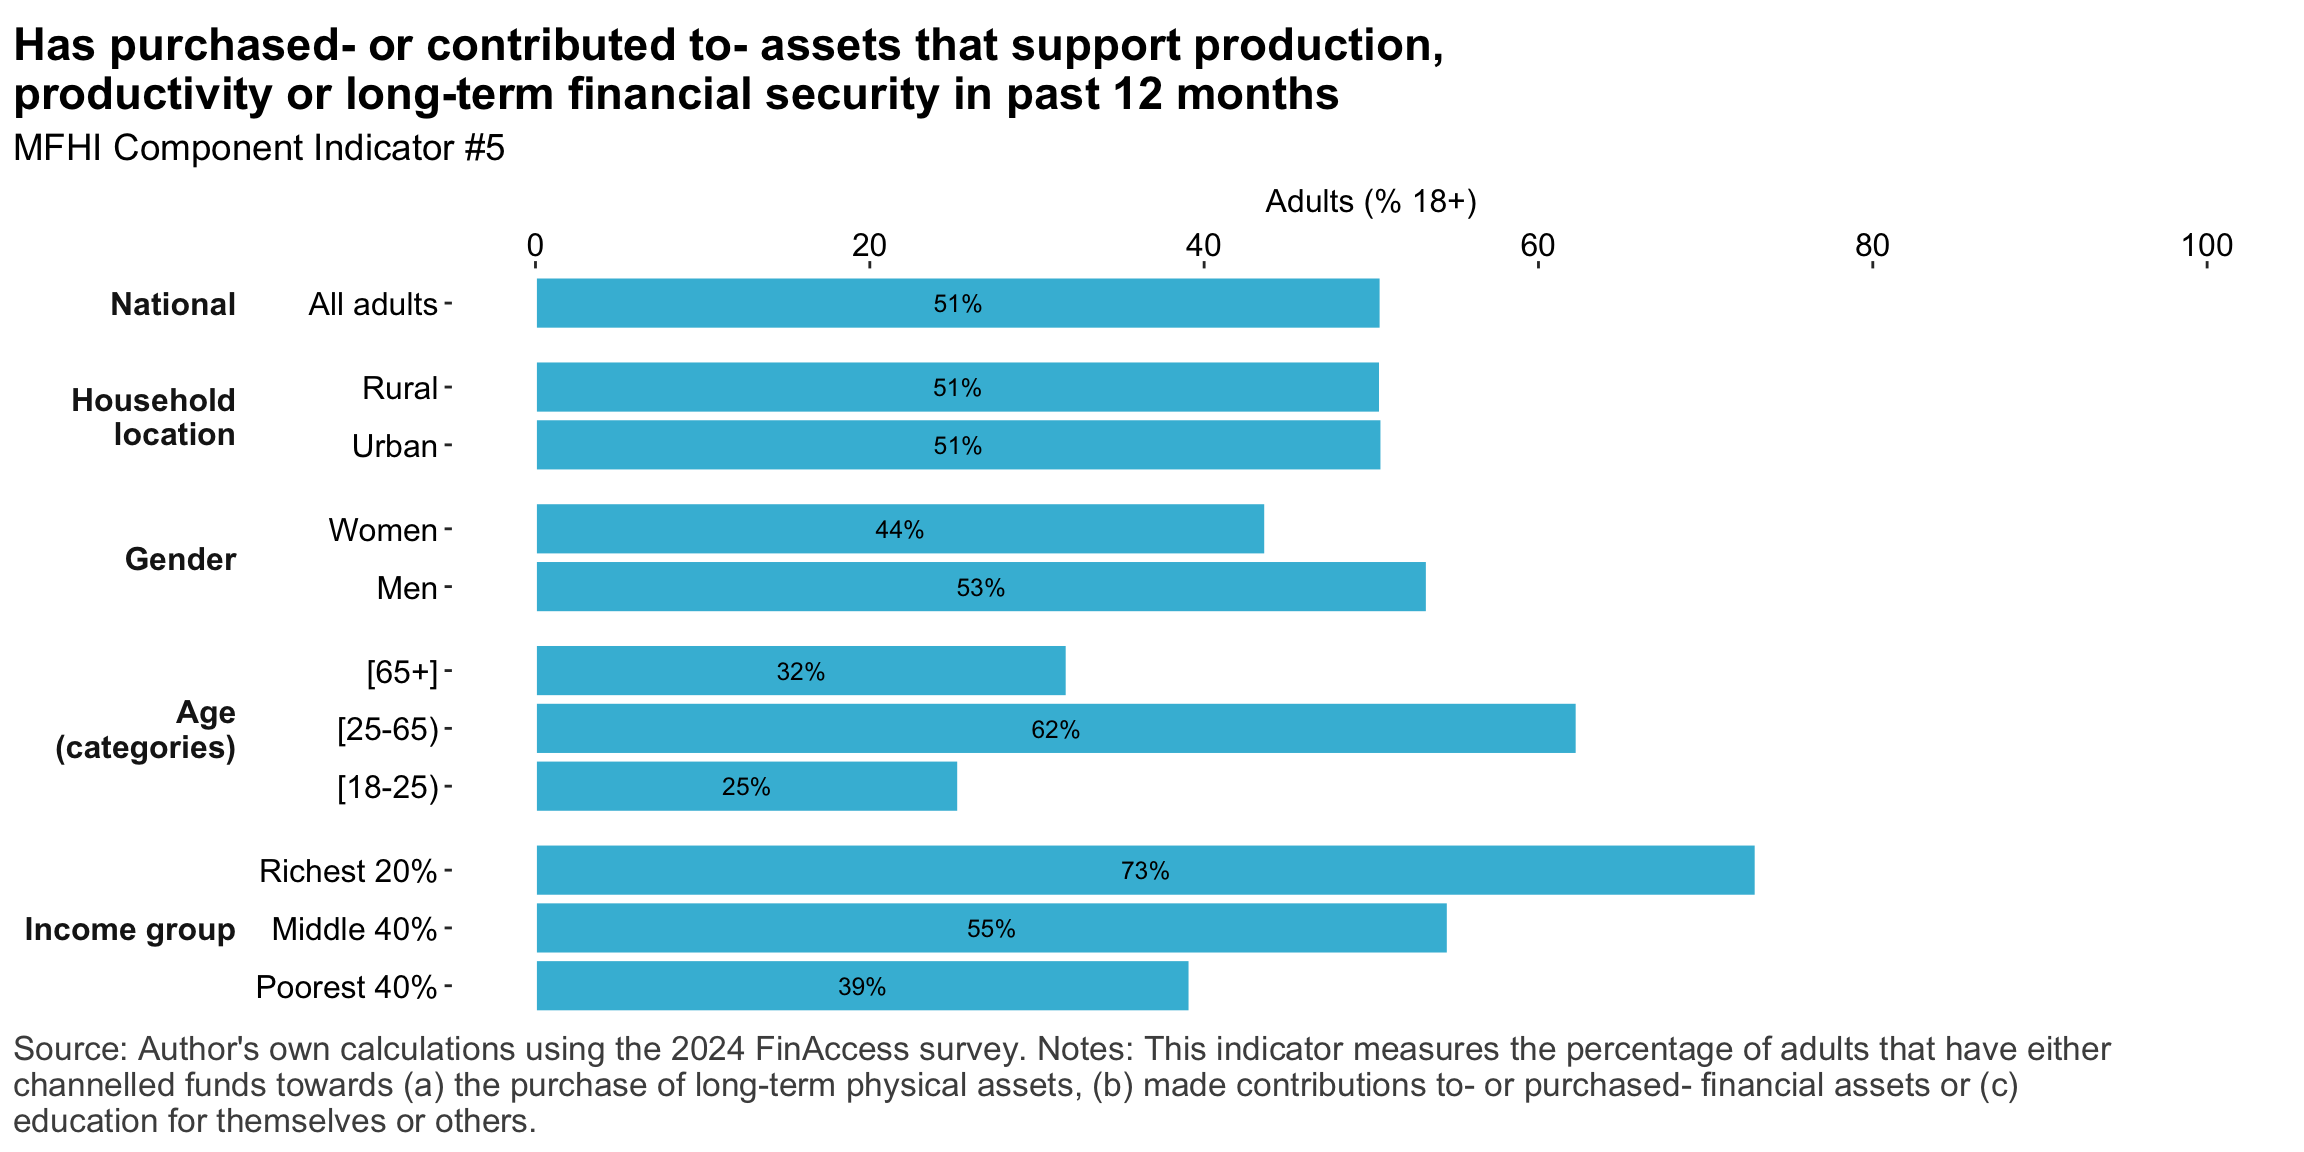 Has purchased- or contributed to- assets that support production,
productivity or long-term financial security in past 12 months
MFHI Component Indicator #5
Adults (% 18+)
0 20 40 60 80 100
National
All adults
51%
Household
location
Rural
51%
Urban
51%
Gender
Women
44%
Men
53%
Age
(categories)
[65+]
32%
[25-65)
62%
[18-25)
25%
Income group
Richest 20%
73%
Middle 40%
55%
Poorest 40%
39%
Source: Author's own calculations using the 2024 FinAccess survey. Notes: This indicator measures the percentage of adults that have either
channelled funds towards (a) the purchase of long-term physical assets, (b) made contributions to- or purchased- financial assets or (c)
education for themselves or others.